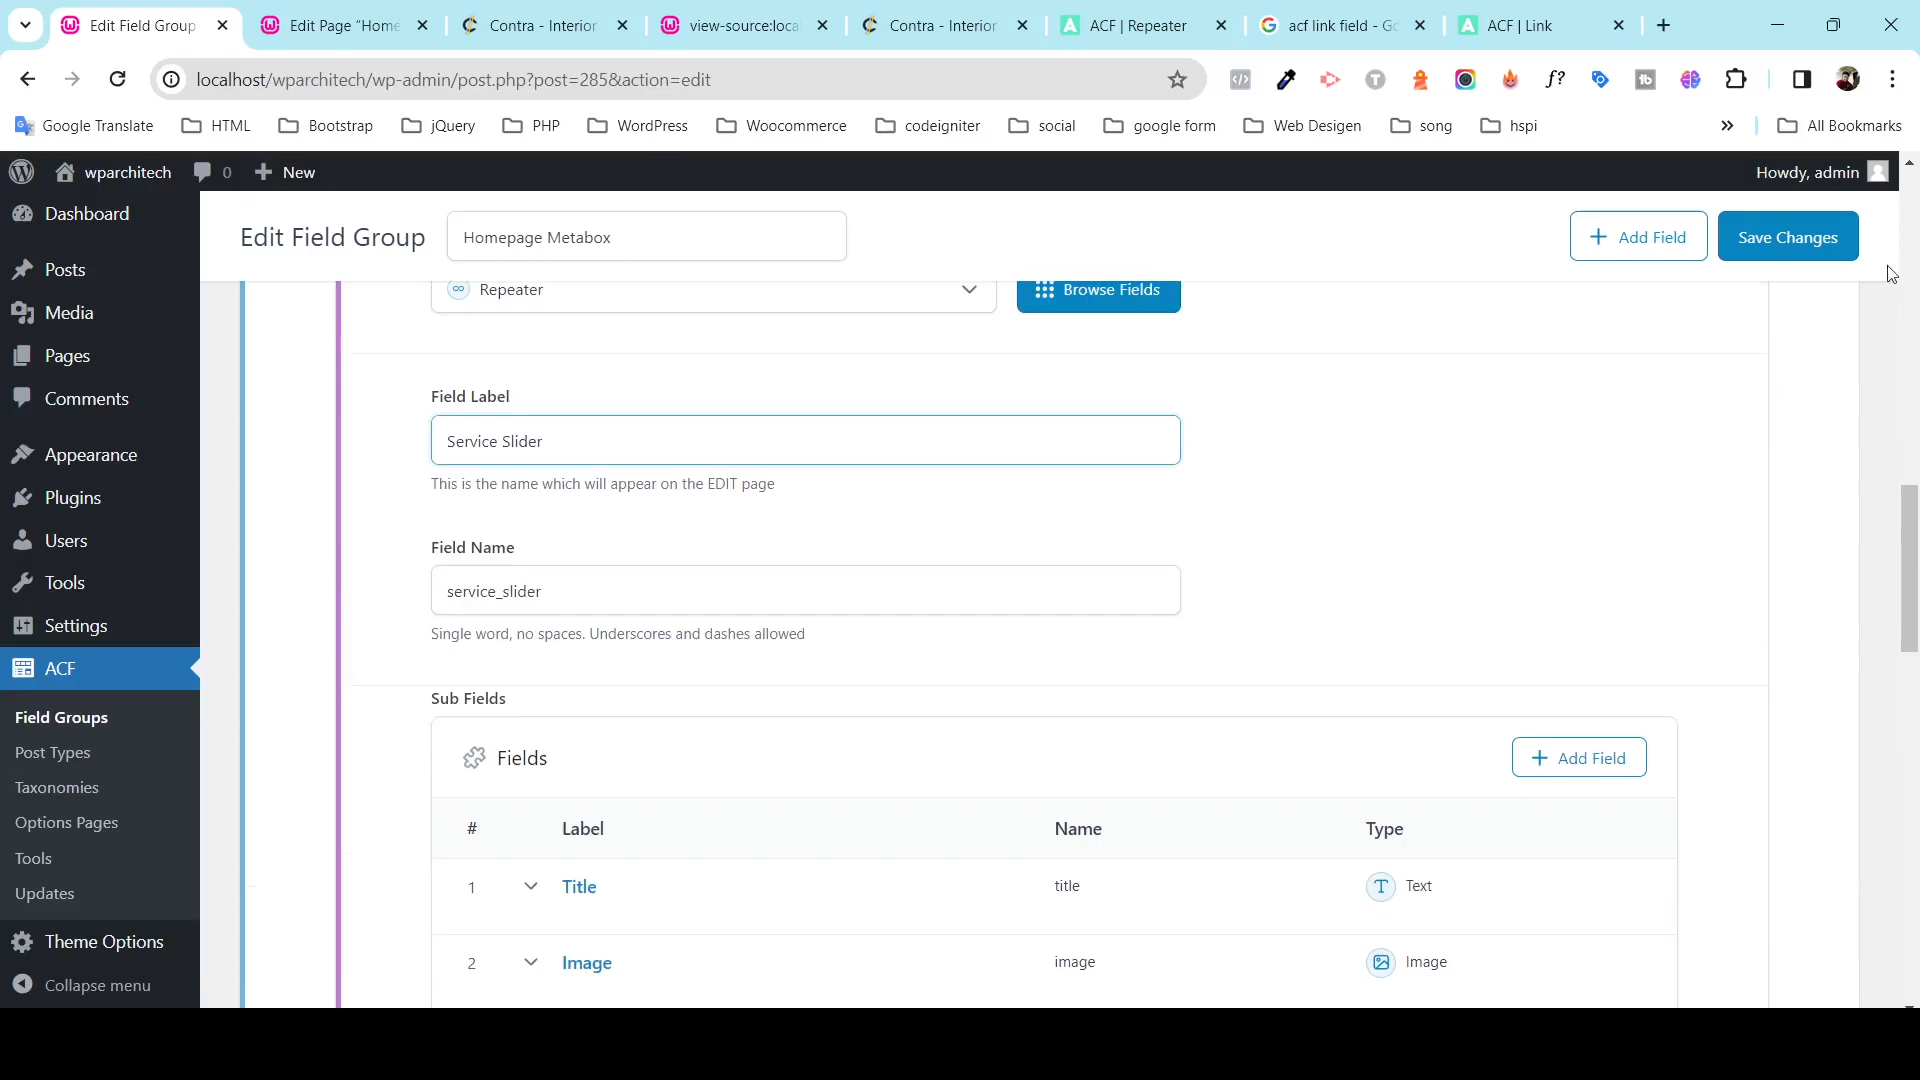 Edit Field Group
Edit Page "Home
Contra - Interior
view-source:loca
Contra - Interior
ACF | Repeater
acf link field - Go
ACF | Link
localhost/wparchitech/wp-admin/post.php?post=285&action=edit
Google Translate
HTML
Bootstrap
jQuery
PHP
WordPress
Woocommerce
codeigniter
social
google form
Web Desigen
song
hspi
All Bookmarks
wparchitech
0
New
Howdy, admin
Dashboard
Posts
Media
Pages
Comments
Appearance
Plugins
Users
Tools
Settings
ACF
Field Groups
Post Types
Taxonomies
Options Pages
Tools
Updates
Theme Options
Collapse menu
Edit Field Group
Homepage Metabox
Add Field
Save Changes
Repeater
Browse Fields
Field Label
Service Slider
This is the name which will appear on the EDIT page
Field Name
service_slider
Single word, no spaces. Underscores and dashes allowed
Sub Fields
Fields
Add Field
# Label Name Type
1 Title title Text
2 Image image Image